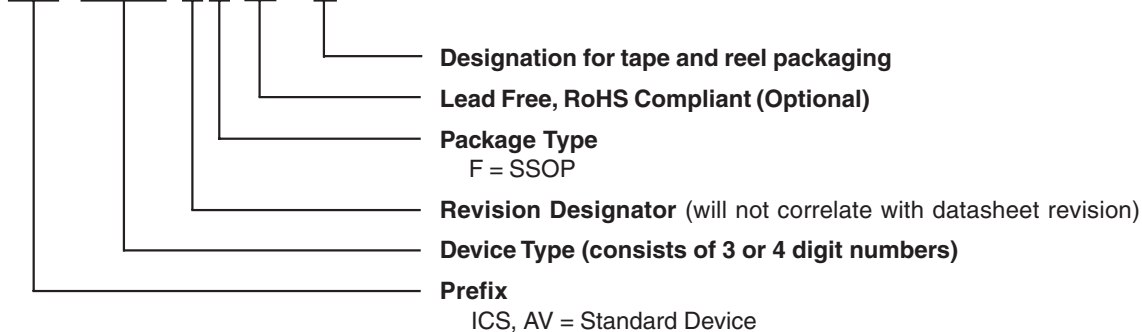 Designation for tape and reel packaging
Lead Free, RoHS Compliant (Optional)
Package Type
F = SSOP
Revision Designator (will not correlate with datasheet revision)
Device Type (consists of 3 or 4 digit numbers)
Prefix
ICS, AV = Standard Device